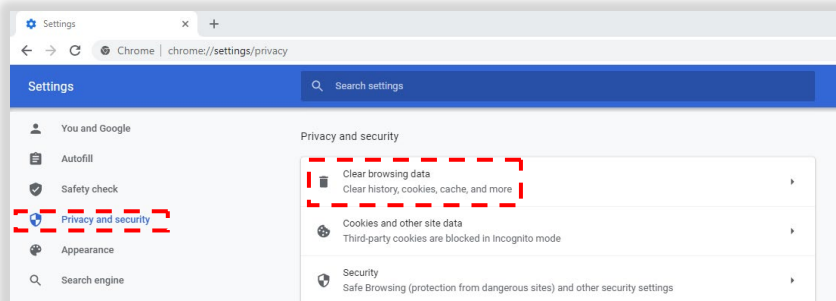 Settings
Chrome | chrome://settings/privacy
Settings
Search settings
You and Google
Autofill
Safety check
Privacy and security
Appearance
Search engine
Privacy and security
Clear browsing data
Clear history, cookies, cache, and more
Cookies and other site data
Third-party cookies are blocked in Incognito mode
Security
Safe Browsing (protection from dangerous sites) and other security settings